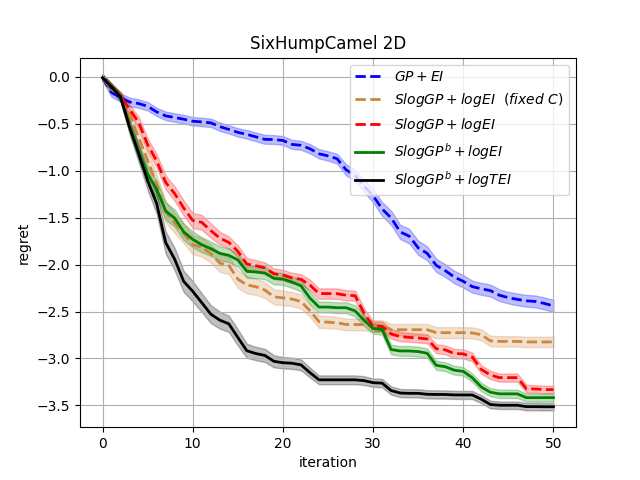 SixHumpCamel 2D
GP + EI
SlogGP + logEI (fixed C)
SlogGP + logEI
SlogGP^b + logEI
SlogGP^b + logTEI
regret
0.0
−0.5
−1.0
−1.5
−2.0
−2.5
−3.0
−3.5
0 10 20 30 40 50
iteration